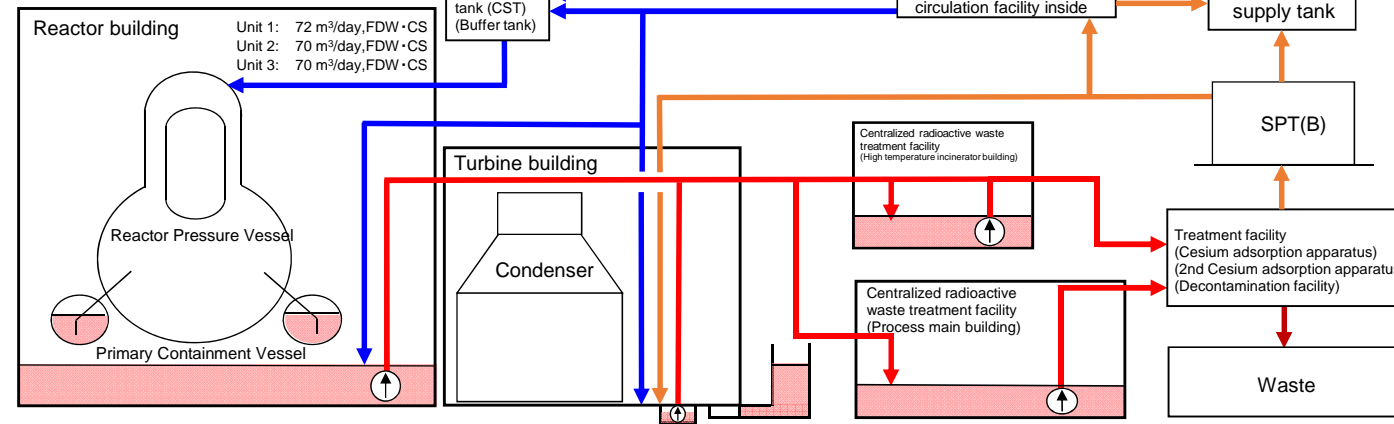 tank (CST)
(Buffer tank)
circulation facility inside
supply tank
Reactor building
Unit 1: 72 m³/day,FDW・CS
Unit 2: 70 m³/day,FDW・CS
Unit 3: 70 m³/day,FDW・CS
SPT(B)
Centralized radioactive waste
treatment facility
(High temperature incinerator building)
Turbine building
Reactor Pressure Vessel
Condenser
Treatment facility
(Cesium adsorption apparatus)
(2nd Cesium adsorption apparatu
(Decontamination facility)
Centralized radioactive
waste treatment facility
(Process main building)
Primary Containment Vessel
Waste